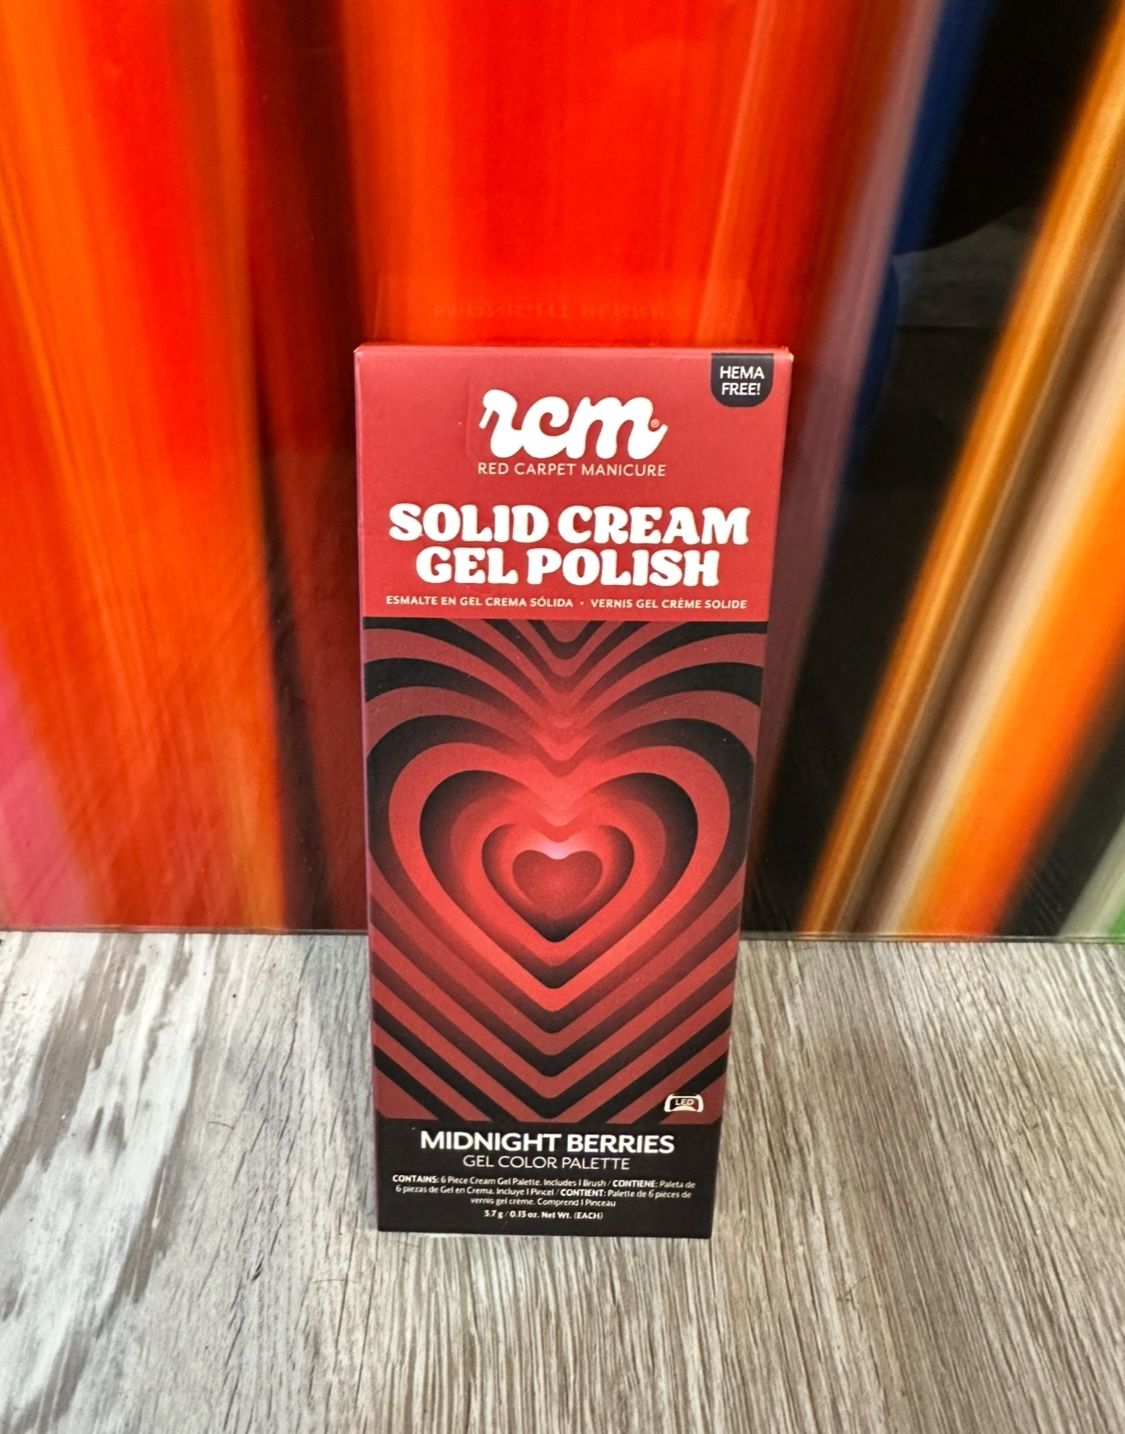 HEMA
FREE!
rcm®
RED CARPET MANICURE
SOLID CREAM
GEL POLISH
ESMALTE EN GEL CREMA SÓLIDA • VERNIS GEL CRÈME SOLIDE
LED
MIDNIGHT BERRIES
GEL COLOR PALETTE
CONTAINS: 6 Piece Cream Gel Palette. Includes 1 Brush / CONTIENE: Paleta de
6 piezas de Gel en Crema. Incluye 1 Pincel / CONTIENT: Palette de 6 pièces de
vernis gel crème. Comprend 1 Pinceau
3.7 g / 0.13 oz. Net Wt. (EACH)